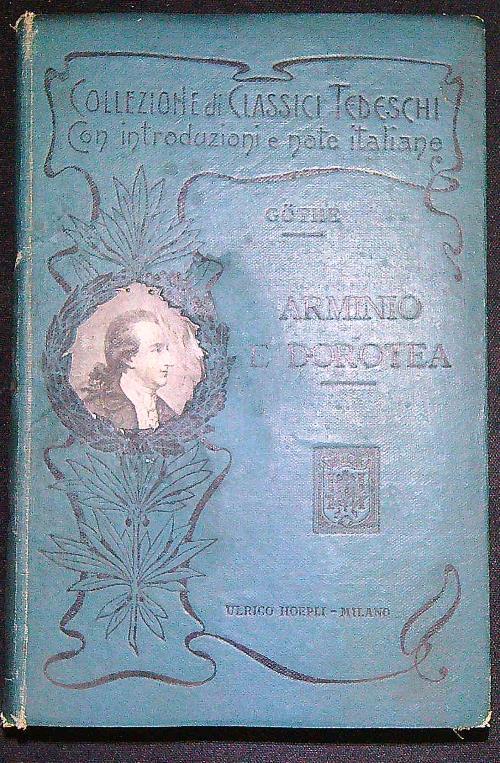 COLLEZIONE di CLASSICI TEDESCHI
Con introduzioni e note italiane
GÖTHE
ARMINIO
E DOROTEA
ULRICO HOEPLI - MILANO